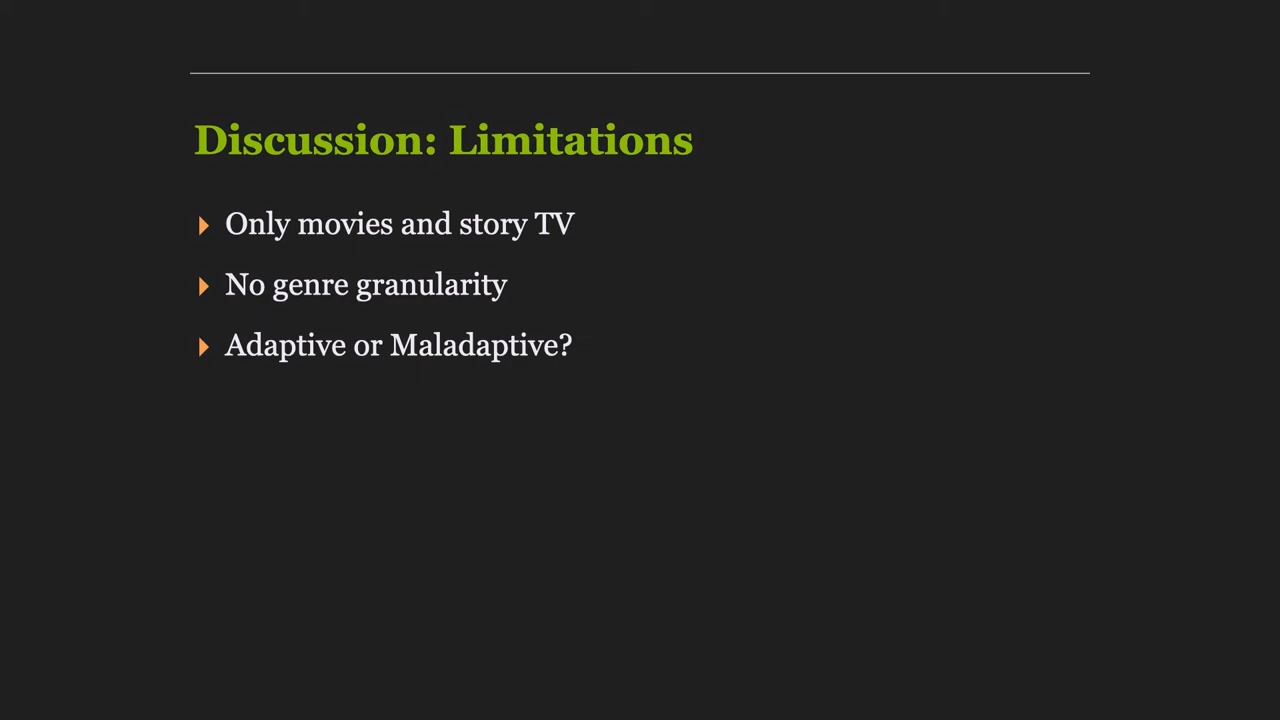 Discussion: Limitations
Only movies and story TV
No genre granularity
Adaptive or Maladaptive?